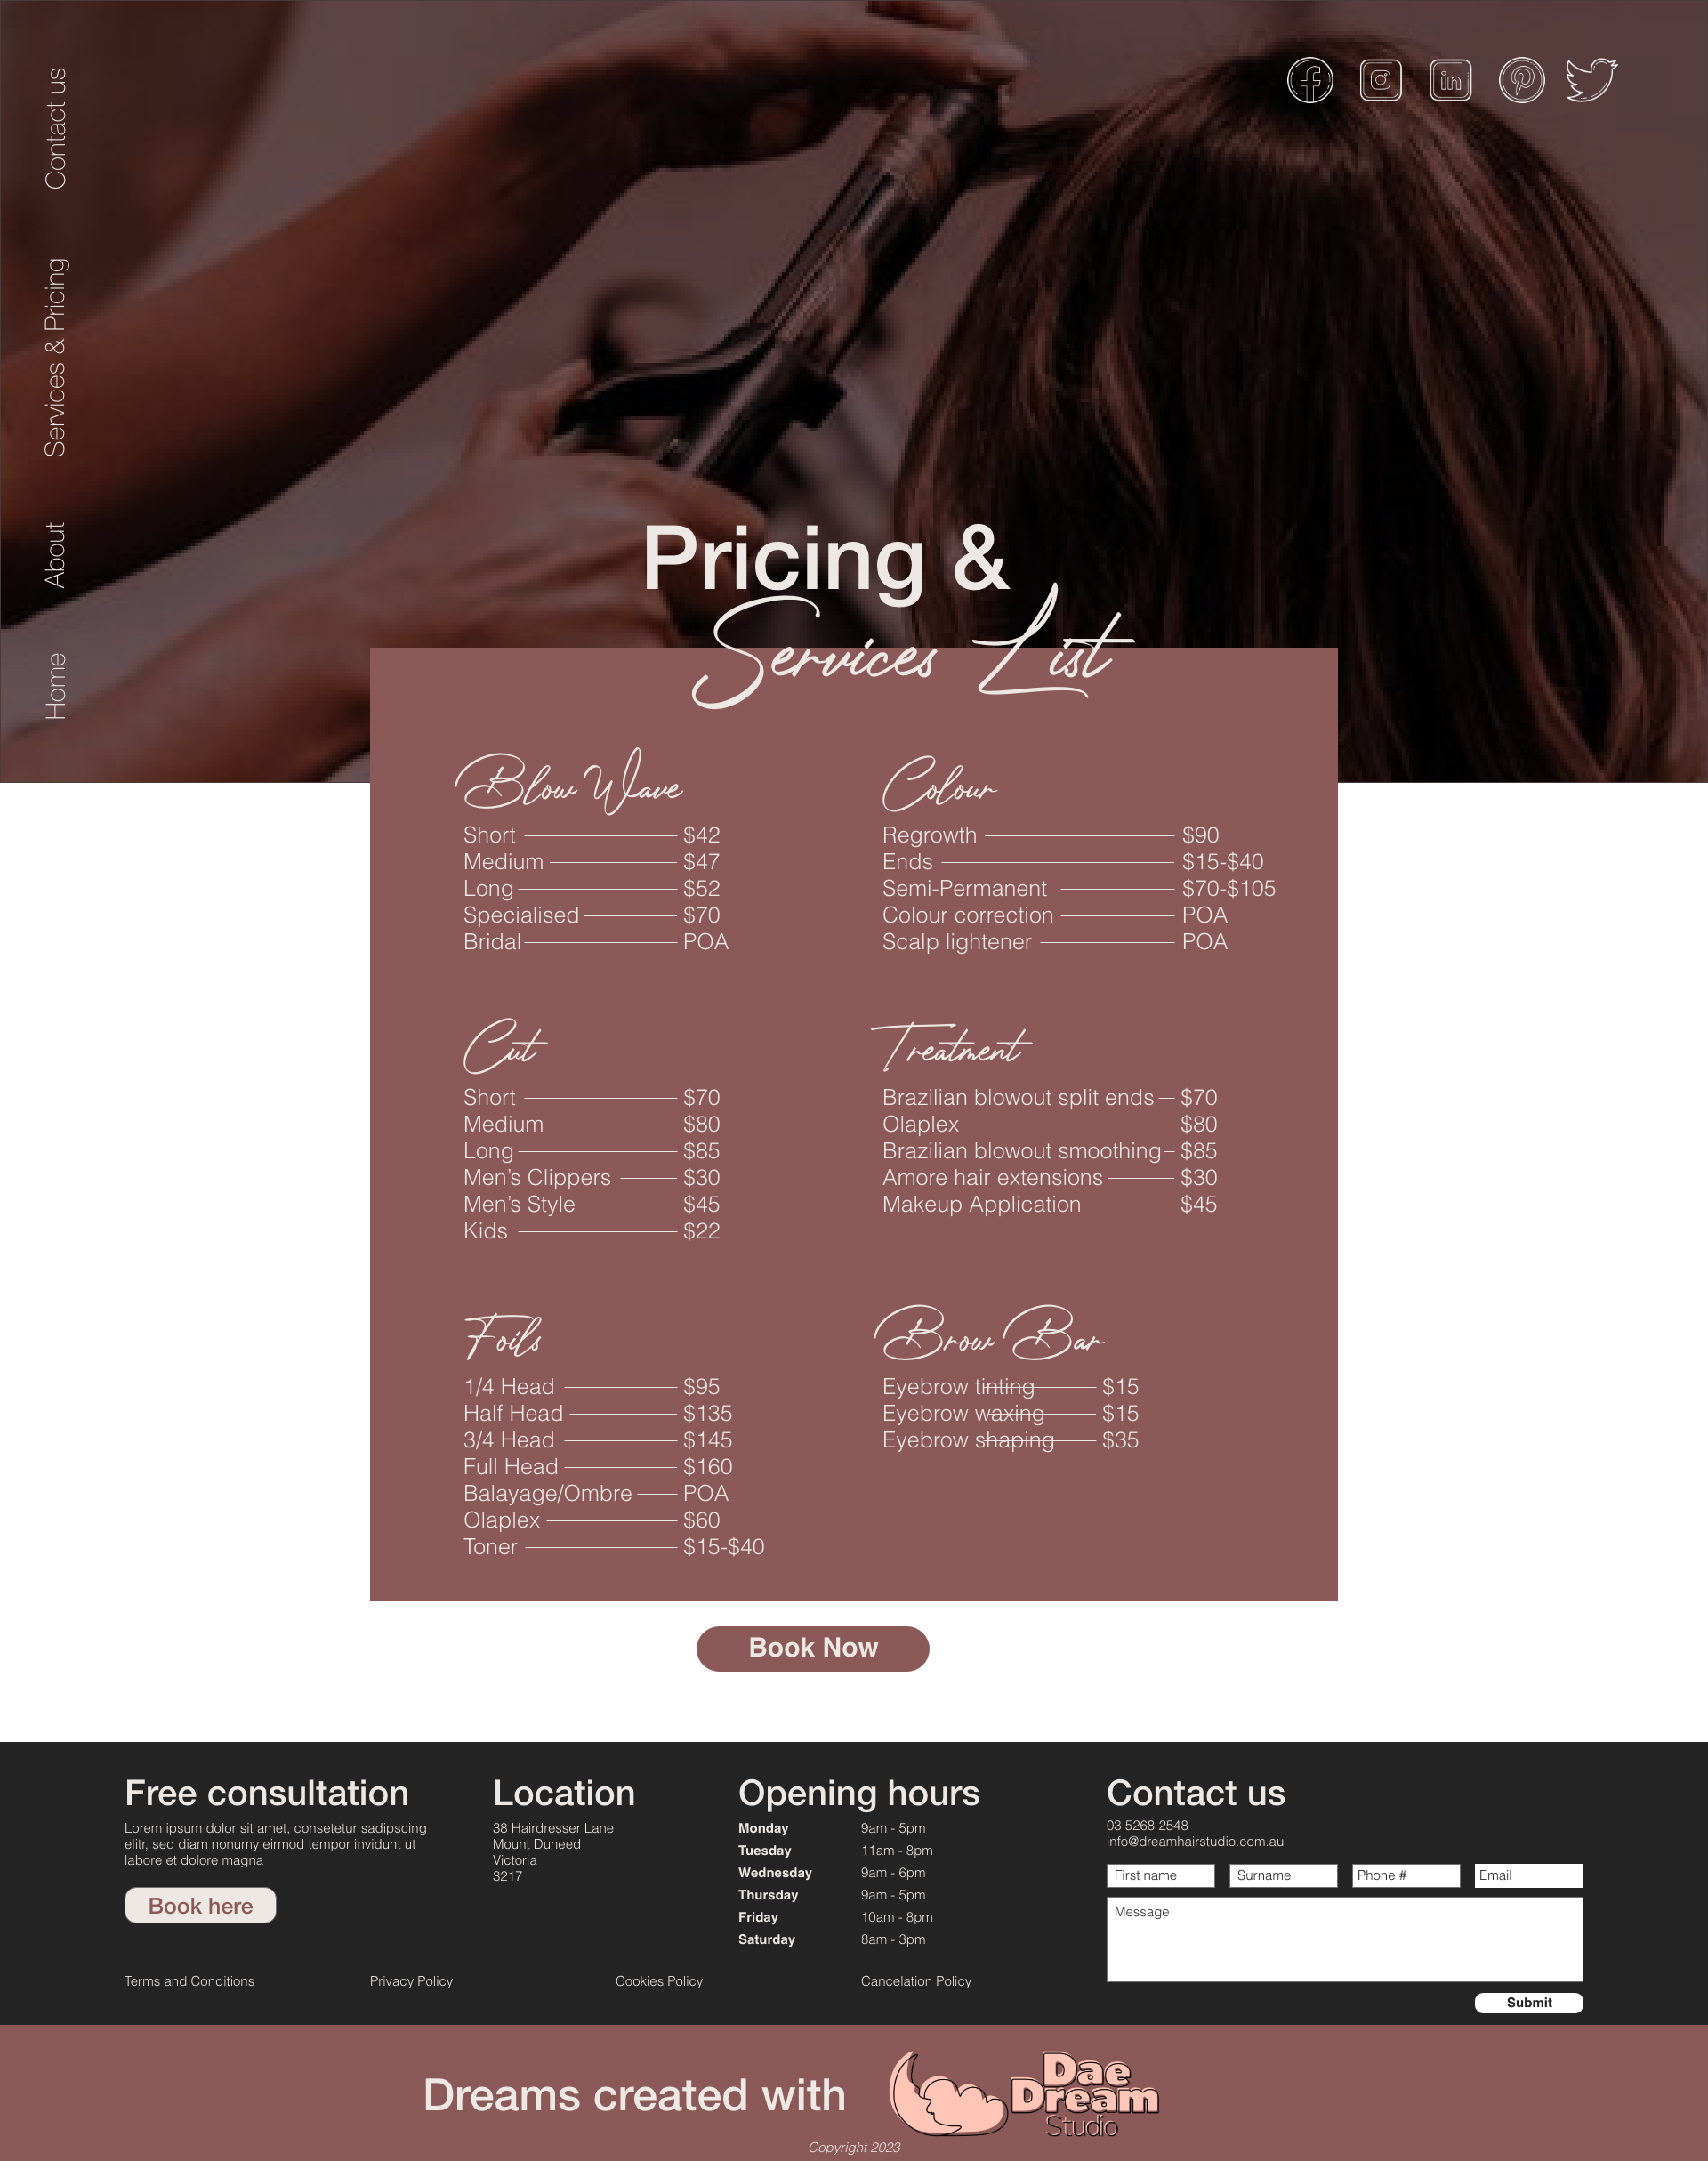 Contact us
Services & Pricing
About
Home
Pricing &
Services List
Blow Wave
Short $42
Medium $47
Long $52
Specialised $70
Bridal POA
Colour
Regrowth $90
Ends $15-$40
Semi-Permanent $70-$105
Colour correction POA
Scalp lightener POA
Cut
Short $70
Medium $80
Long $85
Men's Clippers $30
Men's Style $45
Kids $22
Treatment
Brazilian blowout split ends $70
Olaplex $80
Brazilian blowout smoothing $85
Amore hair extensions $30
Makeup Application $45
Foils
1/4 Head $95
Half Head $135
3/4 Head $145
Full Head $160
Balayage/Ombre POA
Olaplex $60
Toner $15-$40
Brow Bar
Eyebrow tinting $15
Eyebrow waxing $15
Eyebrow shaping $35
Book Now
Free consultation
Lorem ipsum dolor sit amet, consetetur sadipscing
elitr, sed diam nonumy eirmod tempor invidunt ut
labore et dolore magna
Book here
Location
38 Hairdresser Lane
Mount Duneed
Victoria
3217
Opening hours
Monday 9am - 5pm
Tuesday 11am - 8pm
Wednesday 9am - 6pm
Thursday 9am - 5pm
Friday 10am - 8pm
Saturday 8am - 3pm
Contact us
03 5268 2548
info@dreamhairstudio.com.au
First name Surname Phone # Email
Message
Submit
Terms and Conditions Privacy Policy Cookies Policy Cancelation Policy
Dreams created with
Dae
Dream
Studio
Copyright 2023